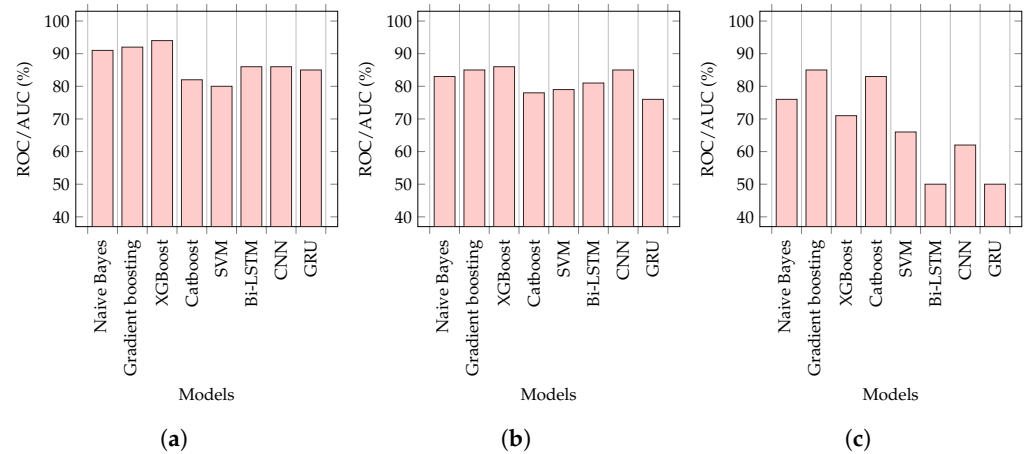 100
90
80
70
60
50
40
ROC/AUC (%)
Naive Bayes
Gradient boosting
XGBoost
Catboost
SVM
Bi-LSTM
CNN
GRU
Models
(a)
100
90
80
70
60
50
40
ROC/AUC (%)
Naive Bayes
Gradient boosting
XGBoost
Catboost
SVM
Bi-LSTM
CNN
GRU
Models
(b)
100
90
80
70
60
50
40
ROC/AUC (%)
Naive Bayes
Gradient boosting
XGBoost
Catboost
SVM
Bi-LSTM
CNN
GRU
Models
(c)